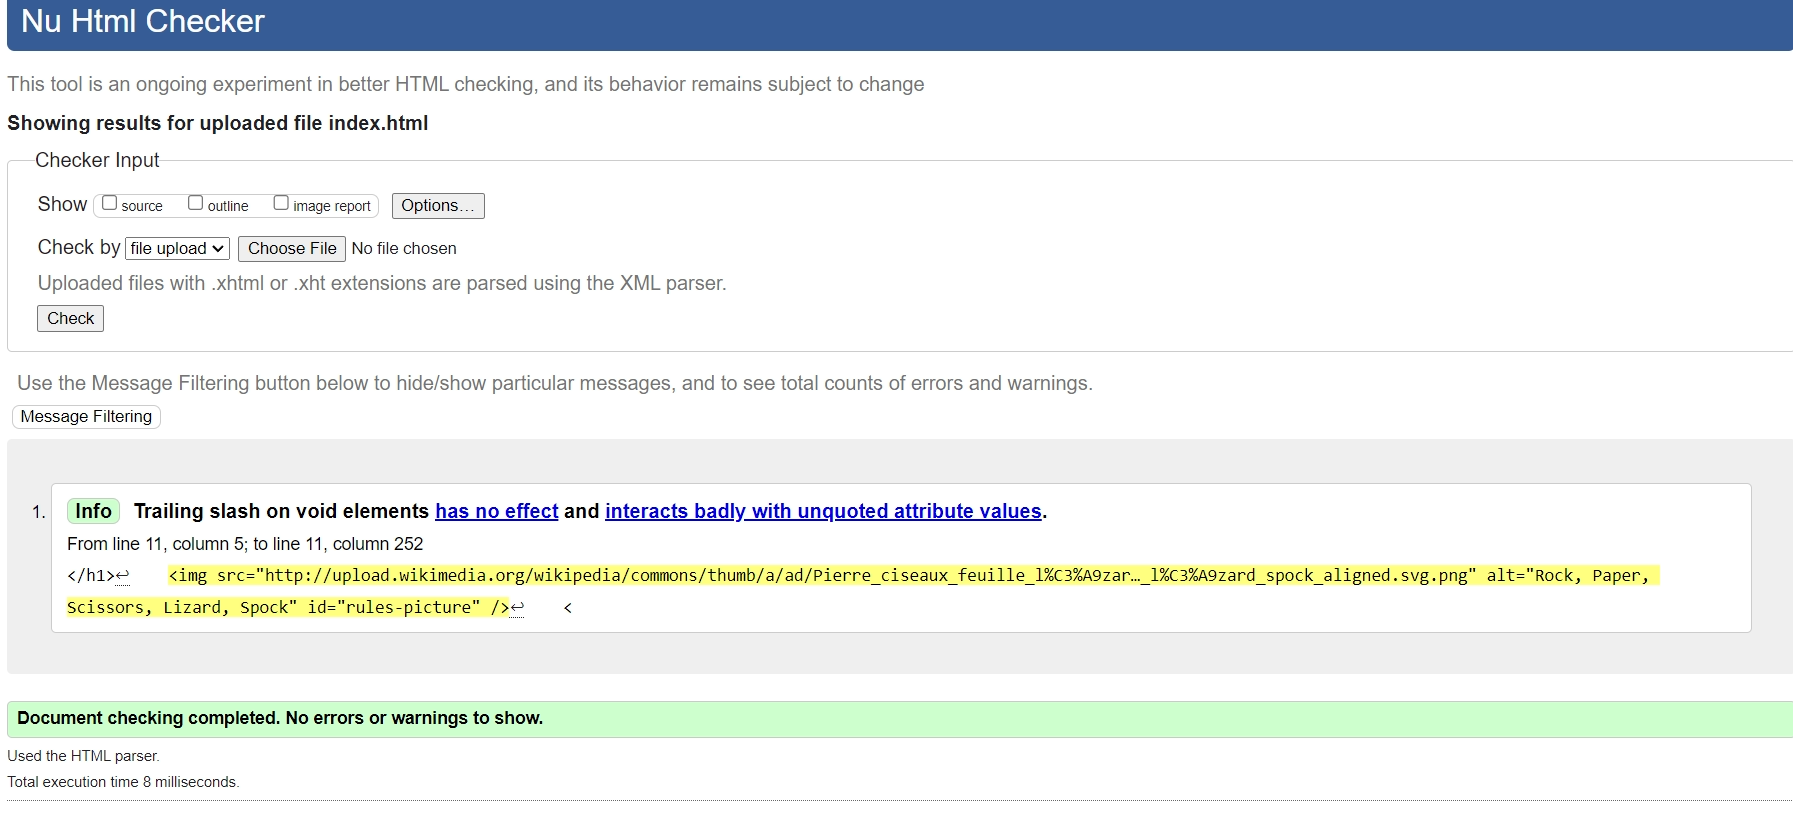 Nu Html Checker
This tool is an ongoing experiment in better HTML checking, and its behavior remains subject to change
Showing results for uploaded file index.html
Checker Input
Show source outline image report Options...
Check by file upload Choose File No file chosen
Uploaded files with .xhtml or .xht extensions are parsed using the XML parser.
Check
Use the Message Filtering button below to hide/show particular messages, and to see total counts of errors and warnings.
Message Filtering
1. Info Trailing slash on void elements has no effect and interacts badly with unquoted attribute values.
From line 11, column 5; to line 11, column 252
</h1>↩ <img src="http://upload.wikimedia.org/wikipedia/commons/thumb/a/ad/Pierre_ciseaux_feuille_l%C3%A9zar…_l%C3%A9zard_spock_aligned.svg.png" alt="Rock, Paper,
Scissors, Lizard, Spock" id="rules-picture" />↩ <
Document checking completed. No errors or warnings to show.
Used the HTML parser.
Total execution time 8 milliseconds.